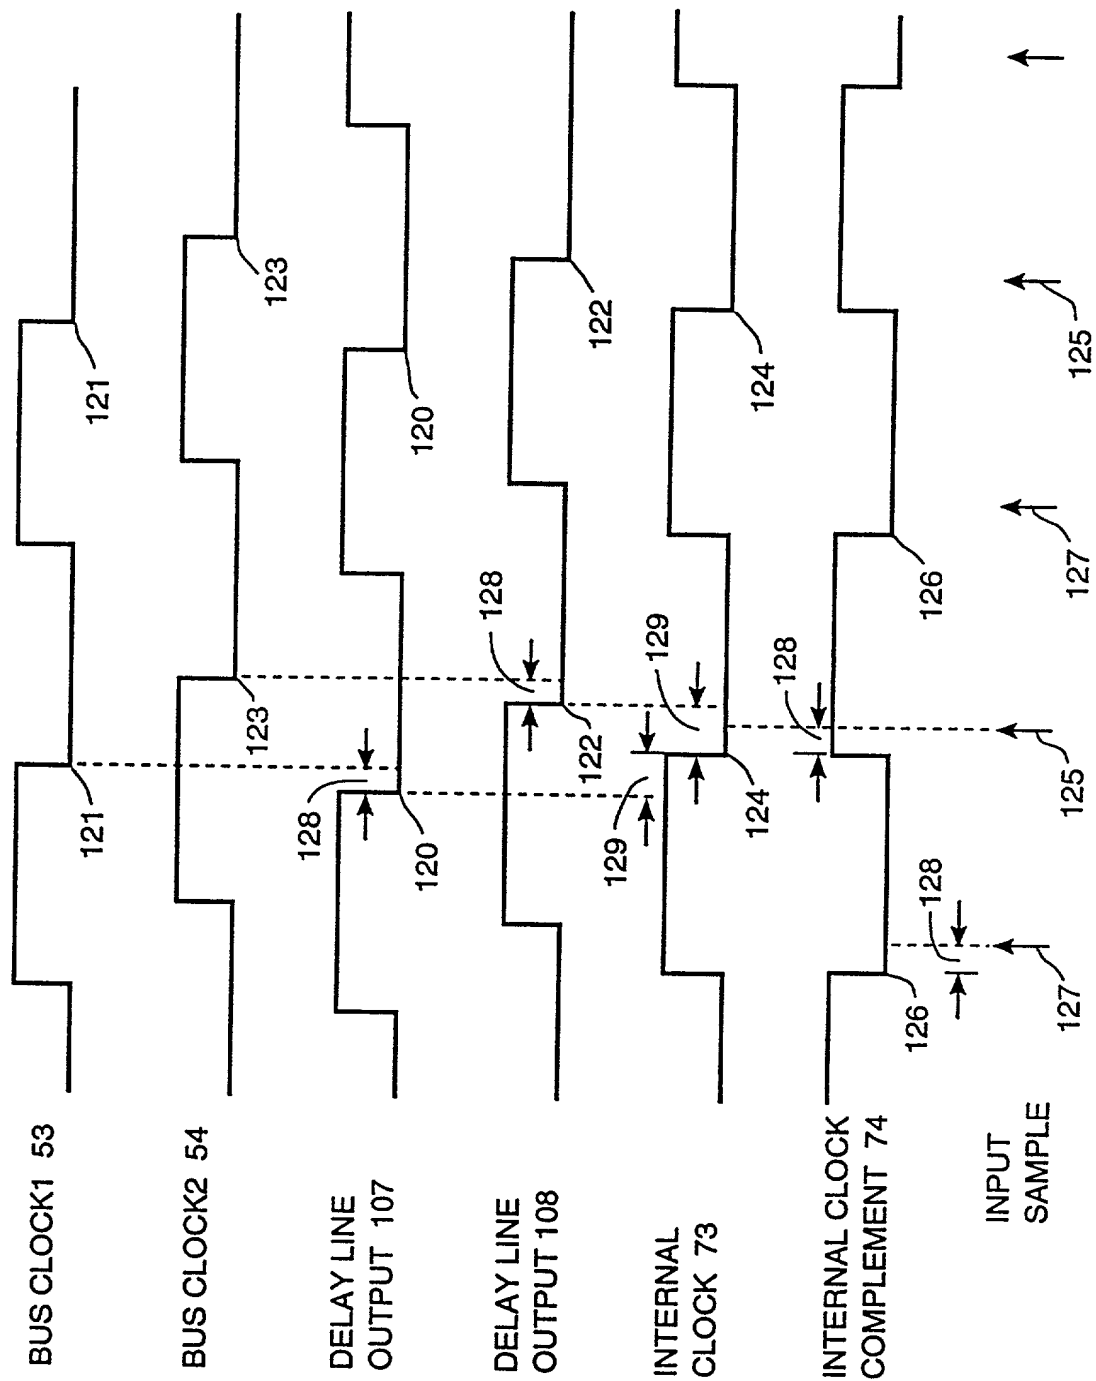 BUS CLOCK1 53
121
121
BUS CLOCK2 54
123
123
DELAY LINE
OUTPUT 107
128
120
120
DELAY LINE
OUTPUT 108
128
122
122
INTERNAL
CLOCK 73
129
129
124
124
INTERNAL CLOCK
COMPLEMENT 74
128
126
128
126
INPUT
SAMPLE
127
125
127
125